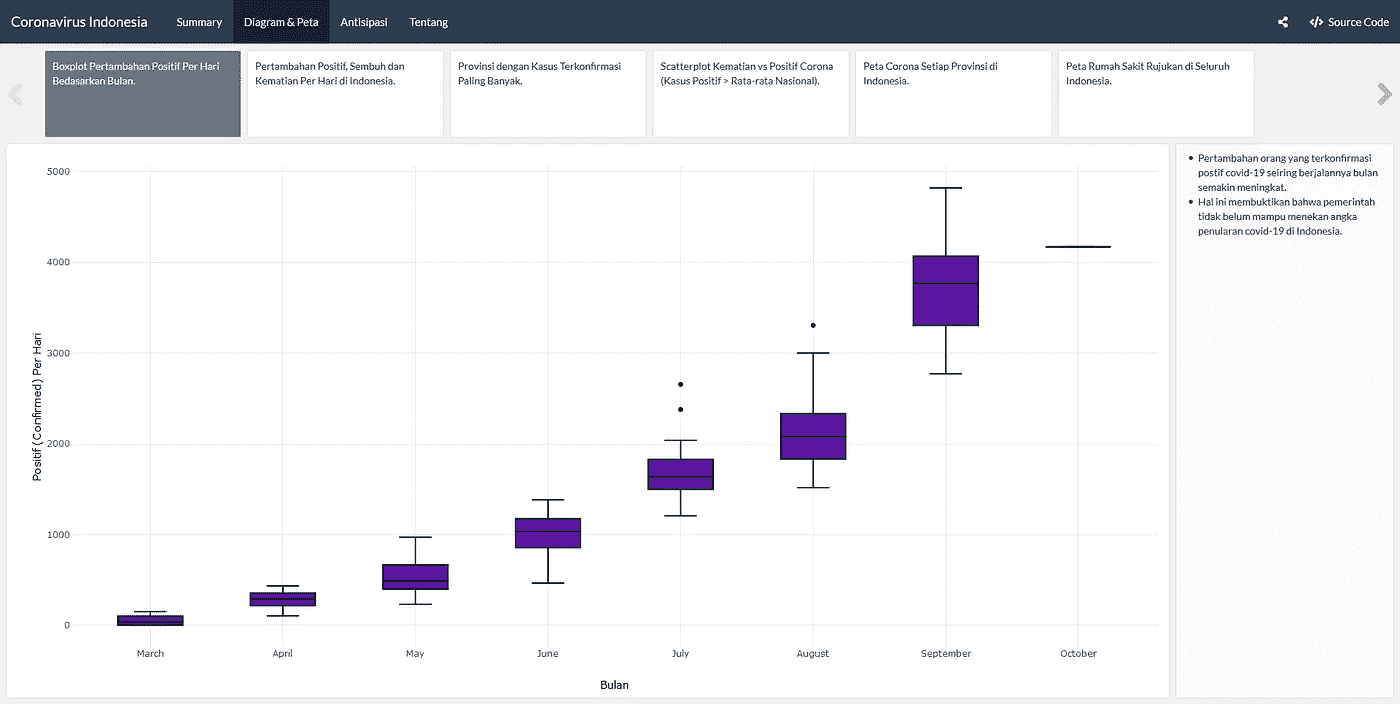 Coronavirus Indonesia
Summary
Diagram & Peta
Antisipasi
Tentang
Source Code
Boxplot Pertambahan Positif Per Hari
Bedasarkan Bulan.
Pertambahan Positif, Sembuh dan
Kematian Per Hari di Indonesia.
Provinsi dengan Kasus Terkonfirmasi
Paling Banyak.
Scatterplot Kematian vs Positif Corona
(Kasus Positif > Rata-rata Nasional).
Peta Corona Setiap Provinsi di
Indonesia.
Peta Rumah Sakit Rujukan di Seluruh
Indonesia.
Positif (Confirmed) Per Hari
5000
4000
3000
2000
1000
0
March
April
May
June
July
August
September
October
Bulan
Pertambahan orang yang terkonfirmasi
postif covid-19 seiring berjalannya bulan
semakin meningkat.
Hal ini membuktikan bahwa pemerintah
tidak belum mampu menekan angka
penularan covid-19 di Indonesia.